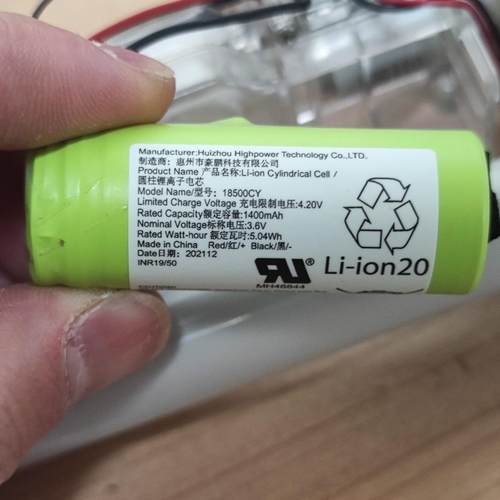 Manufacturer:Huizhou Highpower Technology Co.,LTD.
制造商: 惠州市豪鹏科技有限公司
Product Name 产品名称:Li-ion Cylindrical Cell /
圆柱锂离子电芯
Model Name/型号: 18500CY
Limited Charge Voltage 充电限制电压:4.20V
Rated Capacity额定容量:1400mAh
Nominal Voltage标称电压:3.6V
Rated Watt-hour 额定瓦时:5.04Wh
Made in China Red/红/+ Black/黑/-
Date日期: 202112
INR19/50
MH48844
Li-ion20